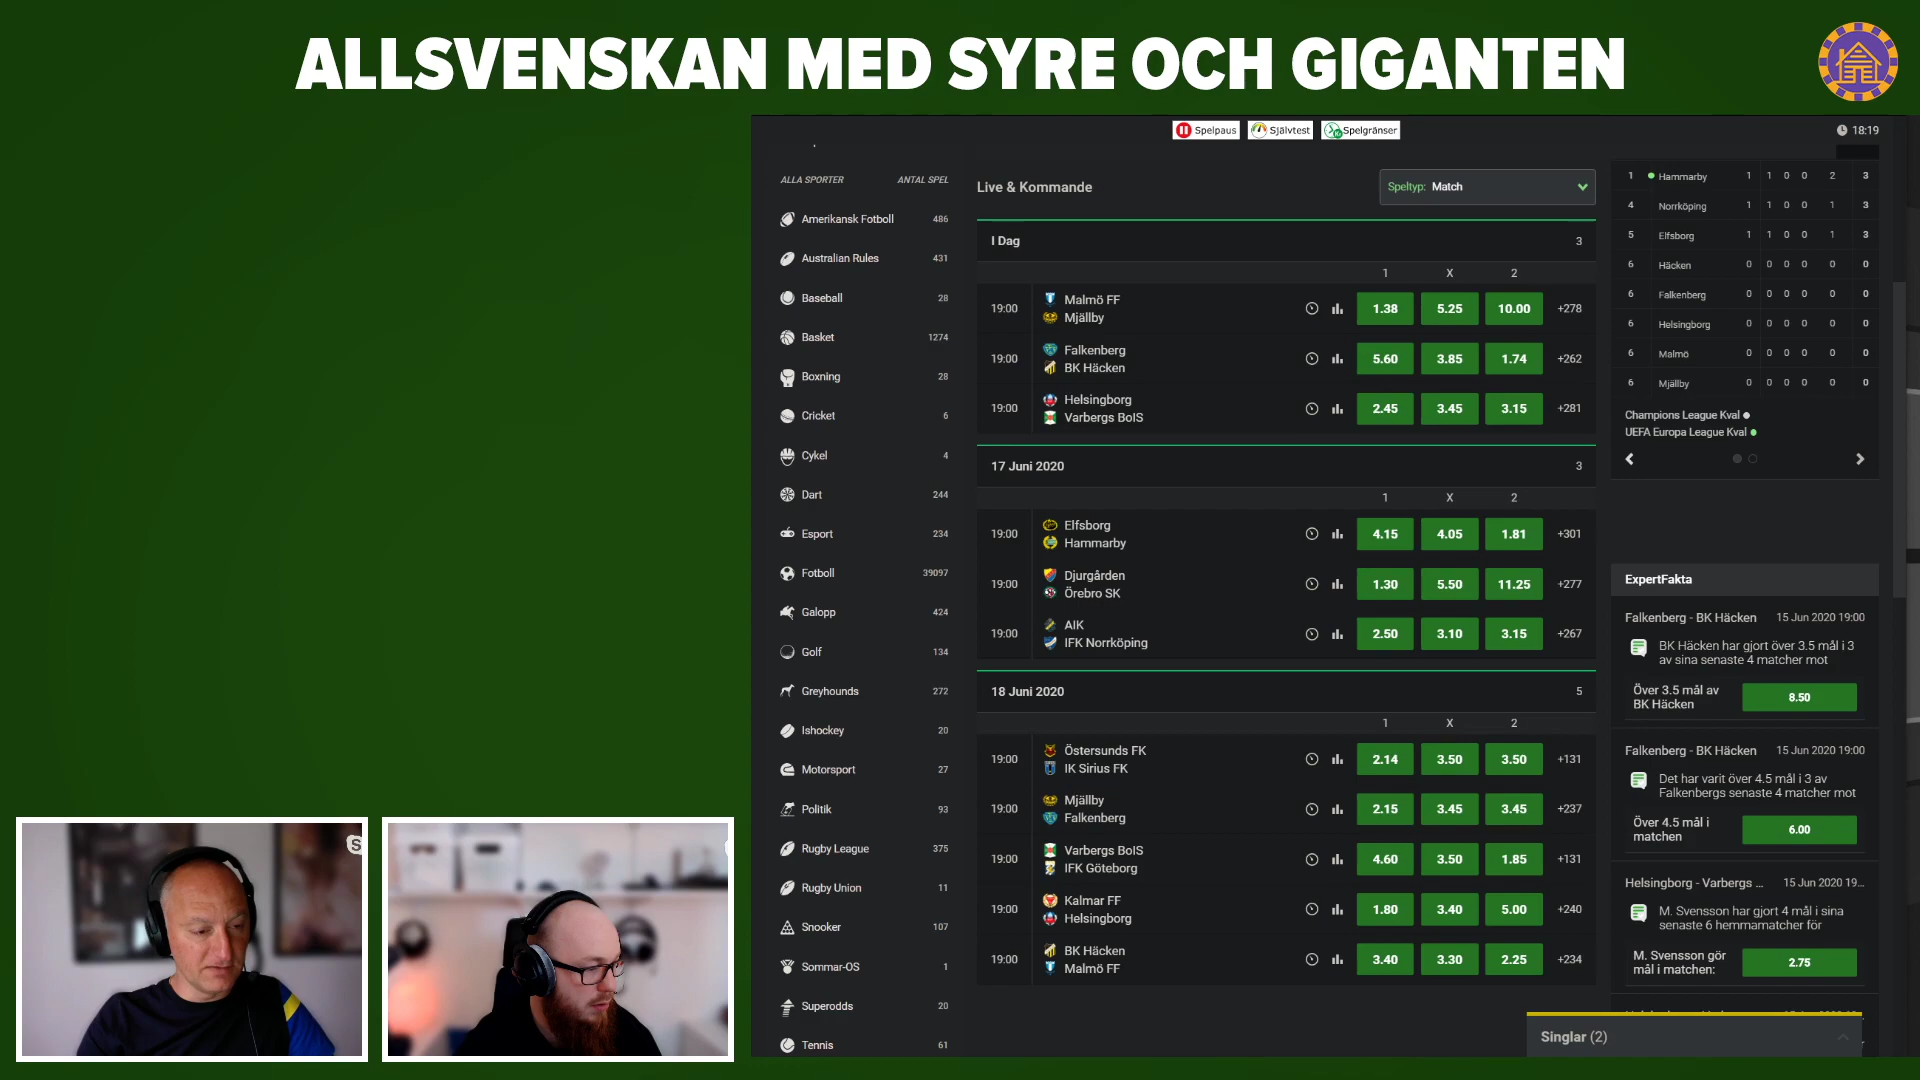 ALLSVENSKAN MED SYRE OCH GIGANTEN
Spelpaus Självtest Spelgränser
18:19
ALLA SPORTER ANTAL SPEL
Amerikansk Fotboll 486
Australian Rules 431
Baseball 28
Basket 1274
Boxning 28
Cricket 6
Cykel 4
Dart 244
Esport 234
Fotboll 39097
Galopp 424
Golf 134
Greyhounds 272
Ishockey 20
Motorsport 27
Politik 93
Rugby League 375
Rugby Union 11
Snooker 107
Sommar-OS 1
Superodds 20
Tennis 61
Live & Kommande
Speltyp: Match
I Dag 3
1 X 2
19:00 Malmö FF
Mjällby
1.38 5.25 10.00 +278
19:00 Falkenberg
BK Häcken
5.60 3.85 1.74 +262
19:00 Helsingborg
Varbergs BoIS
2.45 3.45 3.15 +281
17 Juni 2020 3
1 X 2
19:00 Elfsborg
Hammarby
4.15 4.05 1.81 +301
19:00 Djurgården
Örebro SK
1.30 5.50 11.25 +277
19:00 AIK
IFK Norrköping
2.50 3.10 3.15 +267
18 Juni 2020 5
1 X 2
19:00 Östersunds FK
IK Sirius FK
2.14 3.50 3.50 +131
19:00 Mjällby
Falkenberg
2.15 3.45 3.45 +237
19:00 Varbergs BoIS
IFK Göteborg
4.60 3.50 1.85 +131
19:00 Kalmar FF
Helsingborg
1.80 3.40 5.00 +240
19:00 BK Häcken
Malmö FF
3.40 3.30 2.25 +234
1 Hammarby 1 1 0 0 2 3
4 Norrköping 1 1 0 0 1 3
5 Elfsborg 1 1 0 0 1 3
6 Häcken 0 0 0 0 0 0
6 Falkenberg 0 0 0 0 0 0
6 Helsingborg 0 0 0 0 0 0
6 Malmö 0 0 0 0 0 0
6 Mjällby 0 0 0 0 0 0
Champions League Kval
UEFA Europa League Kval
ExpertFakta
Falkenberg - BK Häcken 15 Jun 2020 19:00
BK Häcken har gjort över 3.5 mål i 3
av sina senaste 4 matcher mot
Över 3.5 mål av
BK Häcken
8.50
Falkenberg - BK Häcken 15 Jun 2020 19:00
Det har varit över 4.5 mål i 3 av
Falkenbergs senaste 4 matcher mot
Över 4.5 mål i
matchen
6.00
Helsingborg - Varbergs ... 15 Jun 2020 19...
M. Svensson har gjort 4 mål i sina
senaste 6 hemmamatcher för
M. Svensson gör
mål i matchen:
2.75
Singlar (2)